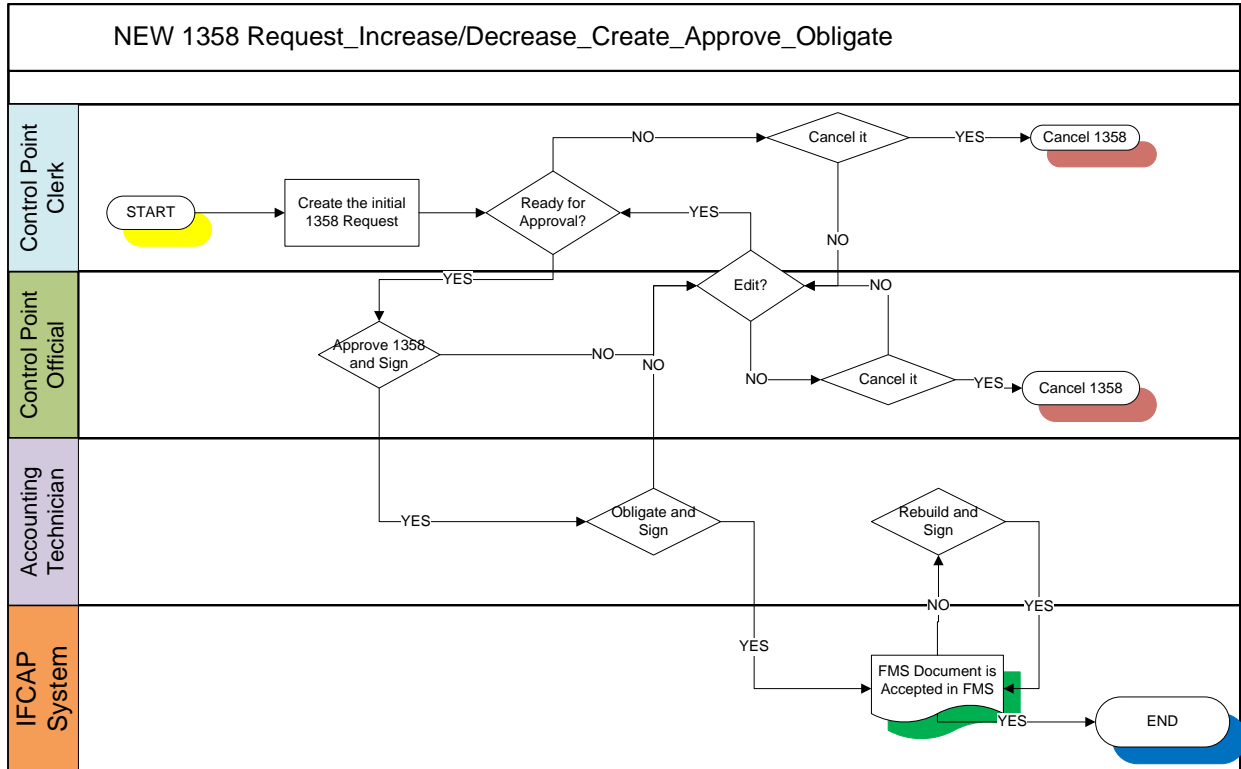 NEW 1358 Request_Increase/Decrease_Create_Approve_Obligate
Control Point
Clerk
START
Create the initial
1358 Request
Ready for
Approval?
NO
Cancel it
YES
Cancel 1358
YES
NO
YES
Control Point
Official
Edit?
NO
Approve 1358
and Sign
NO
NO
NO
Cancel it
YES
Cancel 1358
Accounting
Technician
YES
Obligate and
Sign
Rebuild and
Sign
NO
YES
IFCAP
System
YES
FMS Document is
Accepted in FMS
YES
END